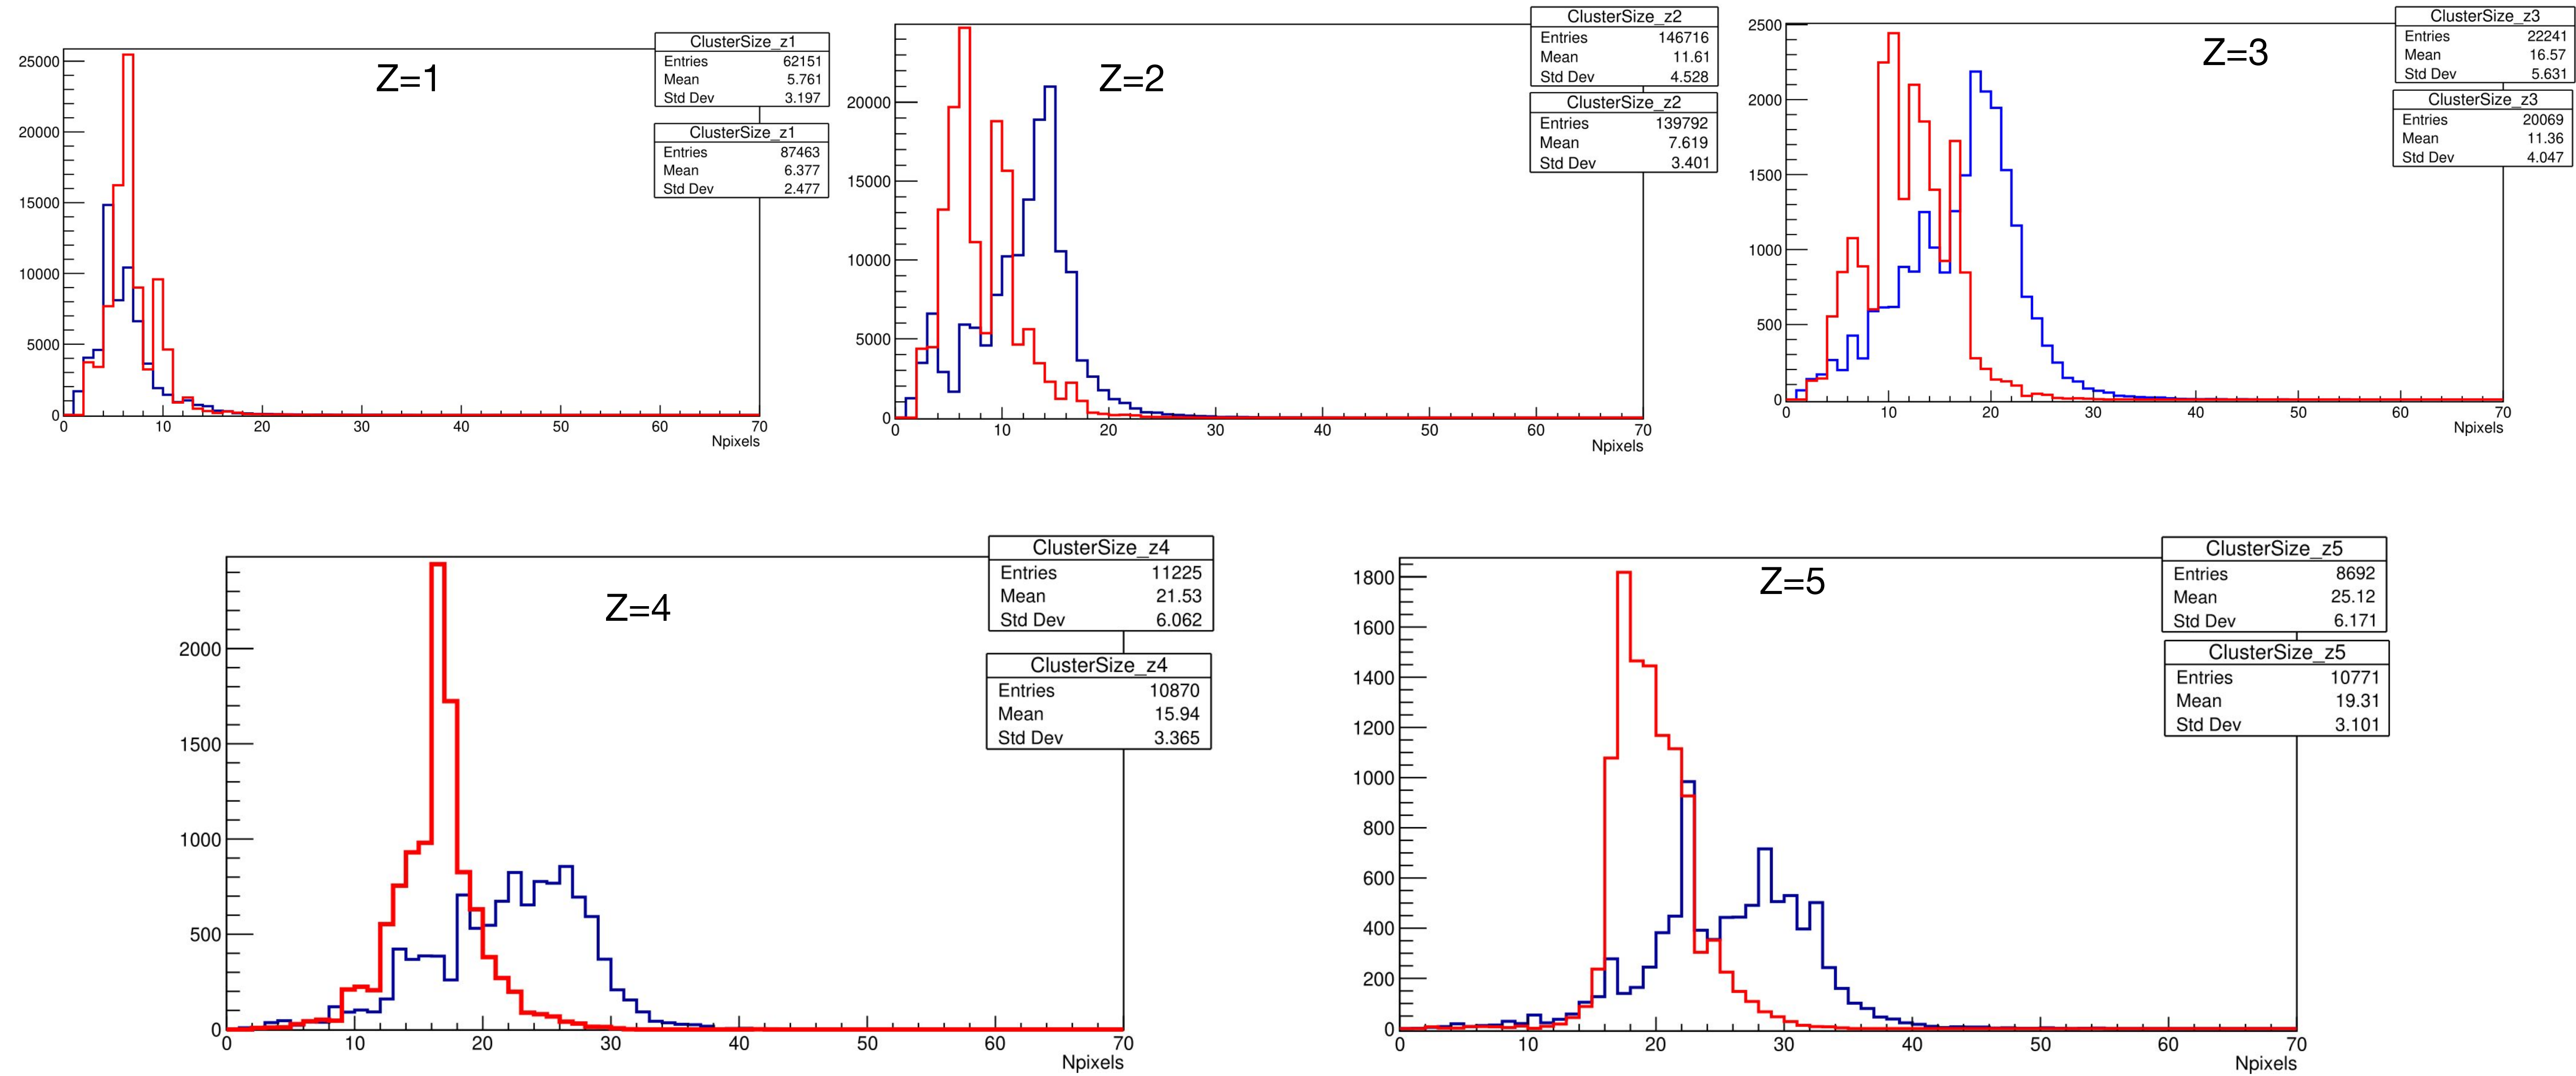 ClusterSize_z1
Entries 62151
Mean 5.761
Std Dev 3.197
ClusterSize_z1
Entries 87463
Mean 6.377
Std Dev 2.477
Z=1
25000
20000
15000
10000
5000
0
0 10 20 30 40 50 60 70
Npixels
ClusterSize_z2
Entries 146716
Mean 11.61
Std Dev 4.528
ClusterSize_z2
Entries 139792
Mean 7.619
Std Dev 3.401
Z=2
20000
15000
10000
5000
0
0 10 20 30 40 50 60 70
Npixels
ClusterSize_z3
Entries 22241
Mean 16.57
Std Dev 5.631
ClusterSize_z3
Entries 20069
Mean 11.36
Std Dev 4.047
Z=3
2500
2000
1500
1000
500
0
0 10 20 30 40 50 60 70
Npixels
ClusterSize_z4
Entries 11225
Mean 21.53
Std Dev 6.062
ClusterSize_z4
Entries 10870
Mean 15.94
Std Dev 3.365
Z=4
2000
1500
1000
500
0
0 10 20 30 40 50 60 70
Npixels
ClusterSize_z5
Entries 8692
Mean 25.12
Std Dev 6.171
ClusterSize_z5
Entries 10771
Mean 19.31
Std Dev 3.101
Z=5
1800
1600
1400
1200
1000
800
600
400
200
0
0 10 20 30 40 50 60 70
Npixels